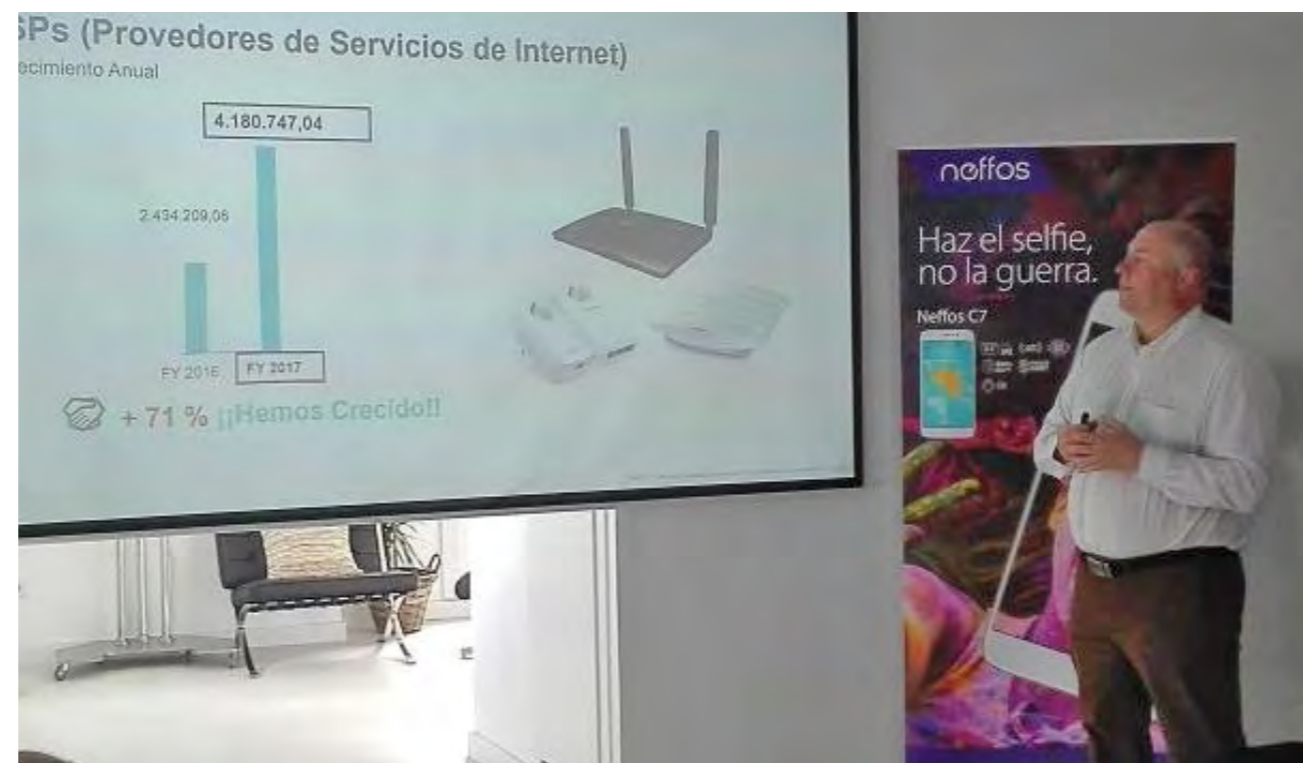 SPs (Provedores de Servicios de Internet)
ecimiento Anual
4.180.747,04
2.434.209,06
FY 2016
FY 2017
+ 71 % ¡¡Hemos Crecido!!
neffos
Haz el selfie,
no la guerra.
Neffos C7